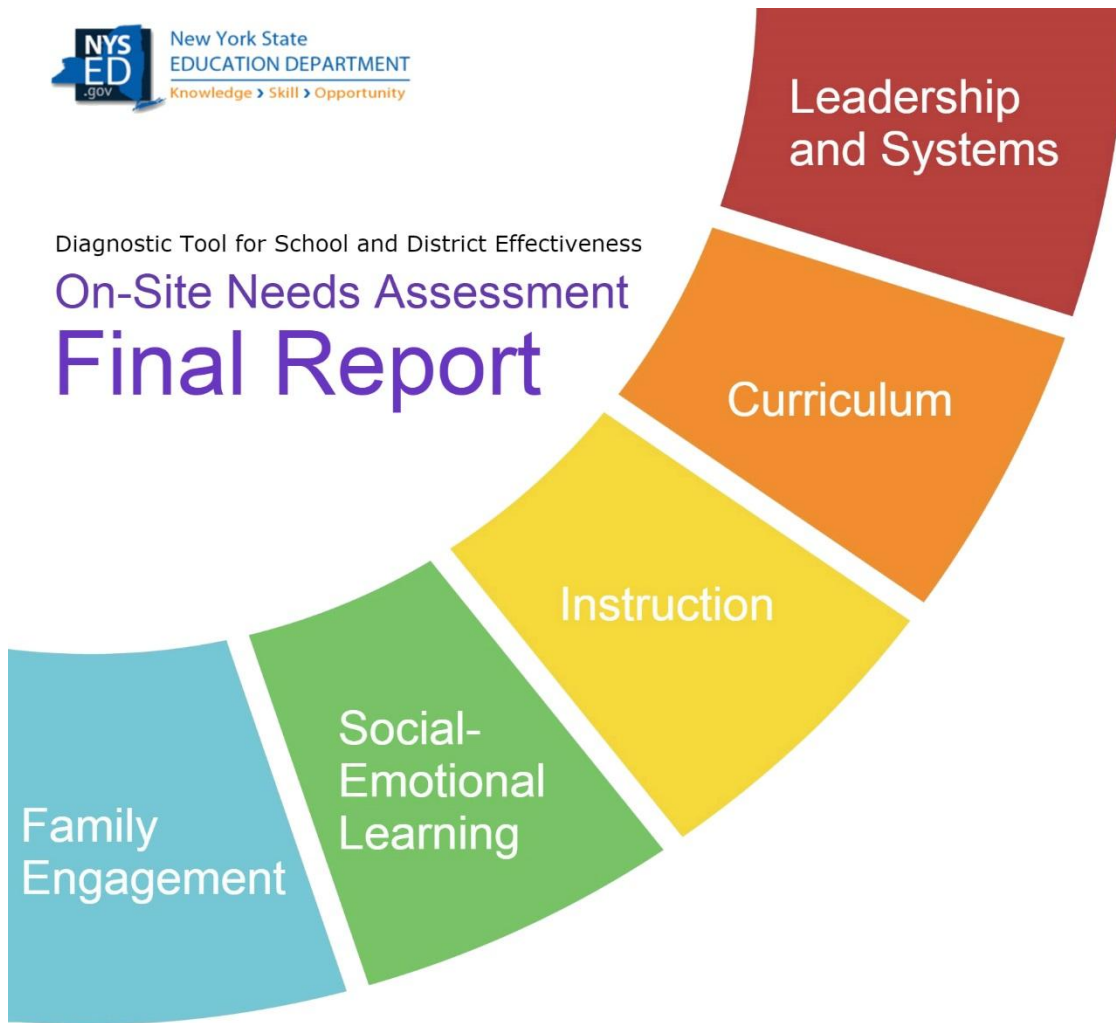 NYS
ED
.gov
New York State
EDUCATION DEPARTMENT
Knowledge › Skill › Opportunity
Diagnostic Tool for School and District Effectiveness
On-Site Needs Assessment
Final Report
Leadership
and Systems
Curriculum
Instruction
Social-
Emotional
Learning
Family
Engagement